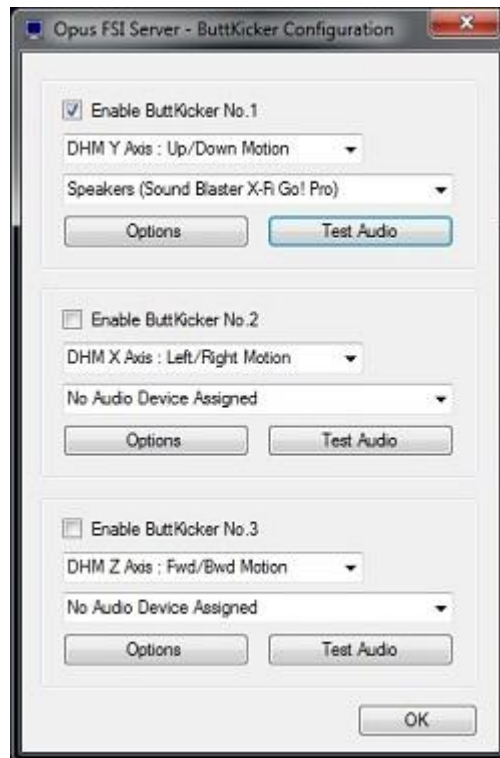 Opus FSI Server - ButtKicker Configuration
Enable ButtKicker No.1
DHM Y Axis : Up/Down Motion
Speakers (Sound Blaster X-Fi Go! Pro)
Options Test Audio
Enable ButtKicker No.2
DHM X Axis : Left/Right Motion
No Audio Device Assigned
Options Test Audio
Enable ButtKicker No.3
DHM Z Axis : Fwd/Bwd Motion
No Audio Device Assigned
Options Test Audio
OK